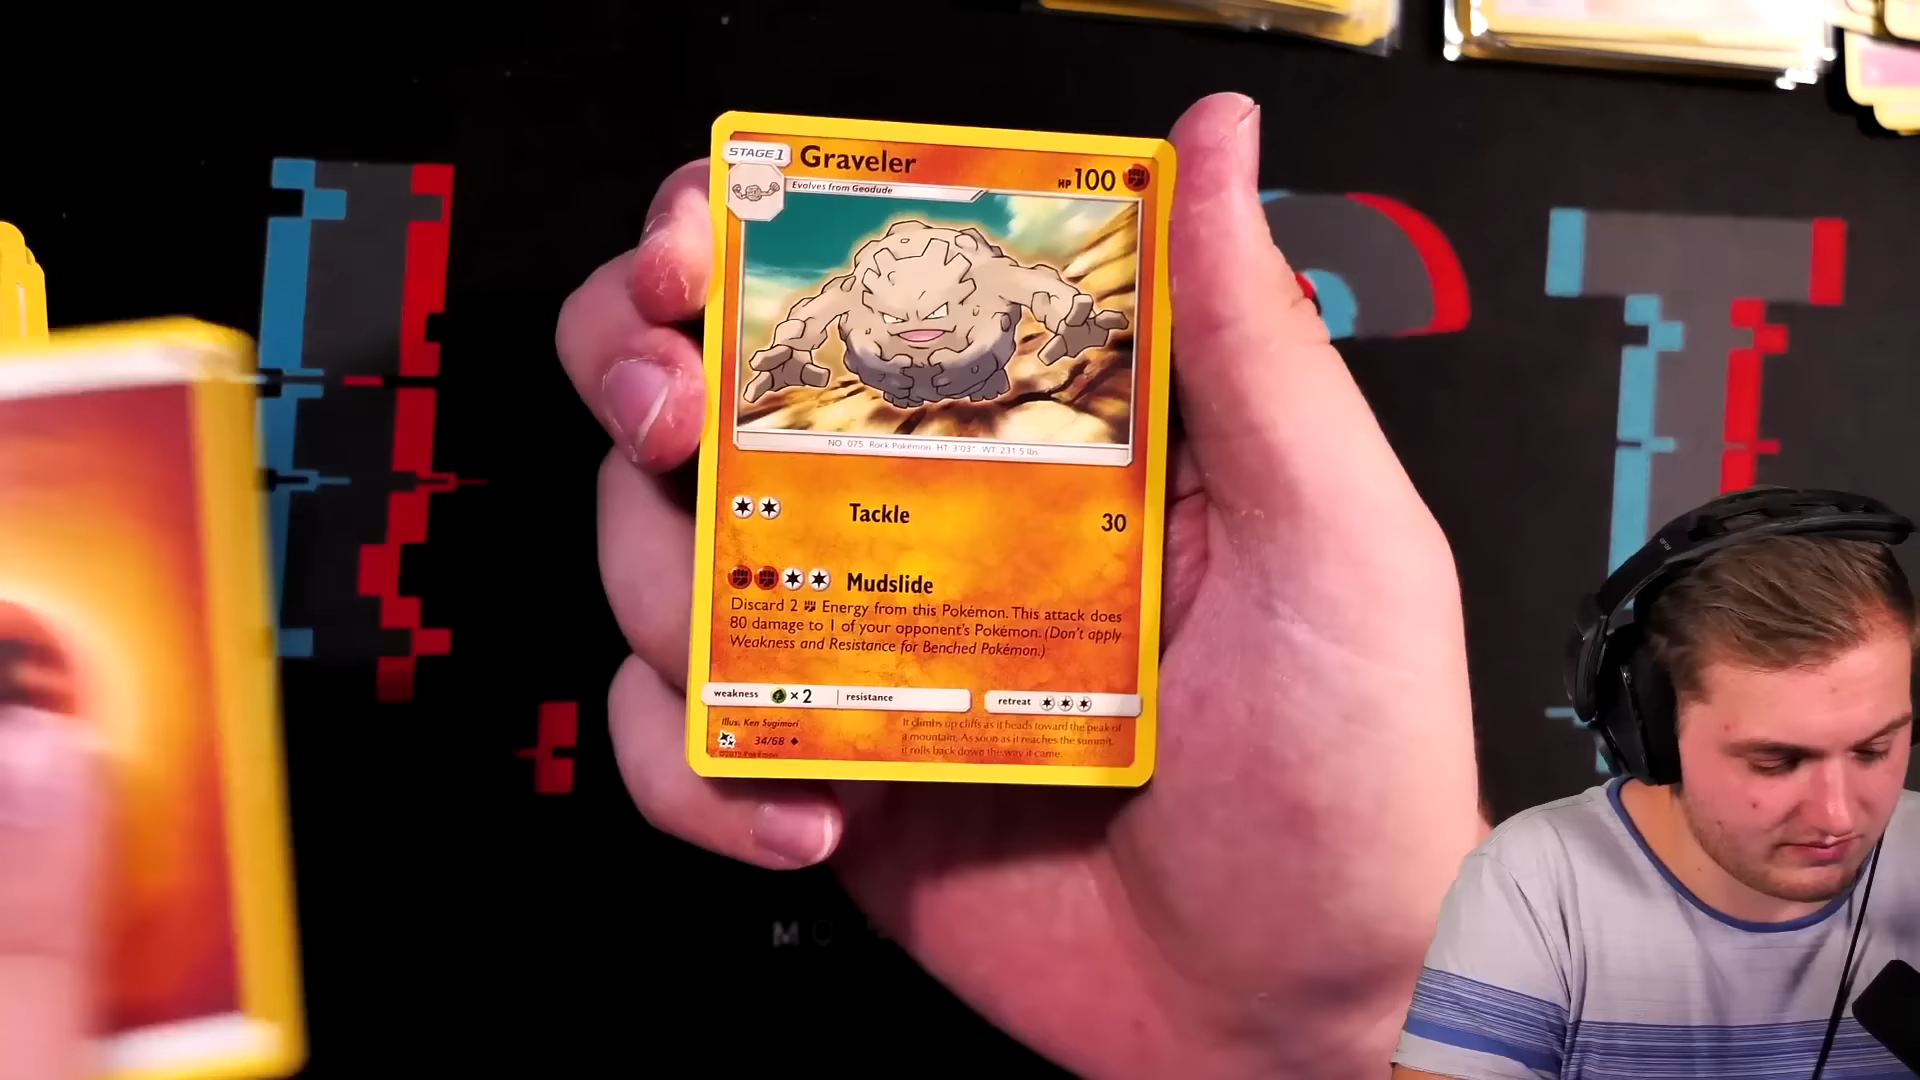 STAGE 1 Graveler HP 100
Evolves from Geodude
NO. 075 Rock Pokémon HT: 3'03" WT: 231.5 lbs
Tackle 30
Mudslide
Discard 2 Energy from this Pokémon. This attack does
80 damage to 1 of your opponent's Pokémon. (Don't apply
Weakness and Resistance for Benched Pokémon.)
weakness ×2 resistance retreat
Illus. Ken Sugimori
34/68
©2019 Pokémon
It climbs up cliffs as it heads toward the peak of
a mountain. As soon as it reaches the summit,
it rolls back down the way it came.